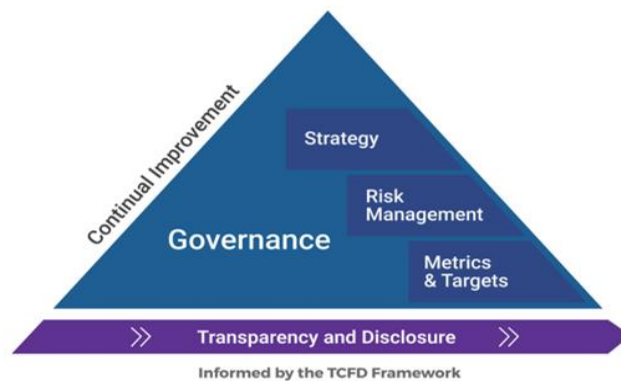 Continual Improvement
Strategy
Risk
Management
Governance
Metrics
& Targets
Transparency and Disclosure
Informed by the TCFD Framework